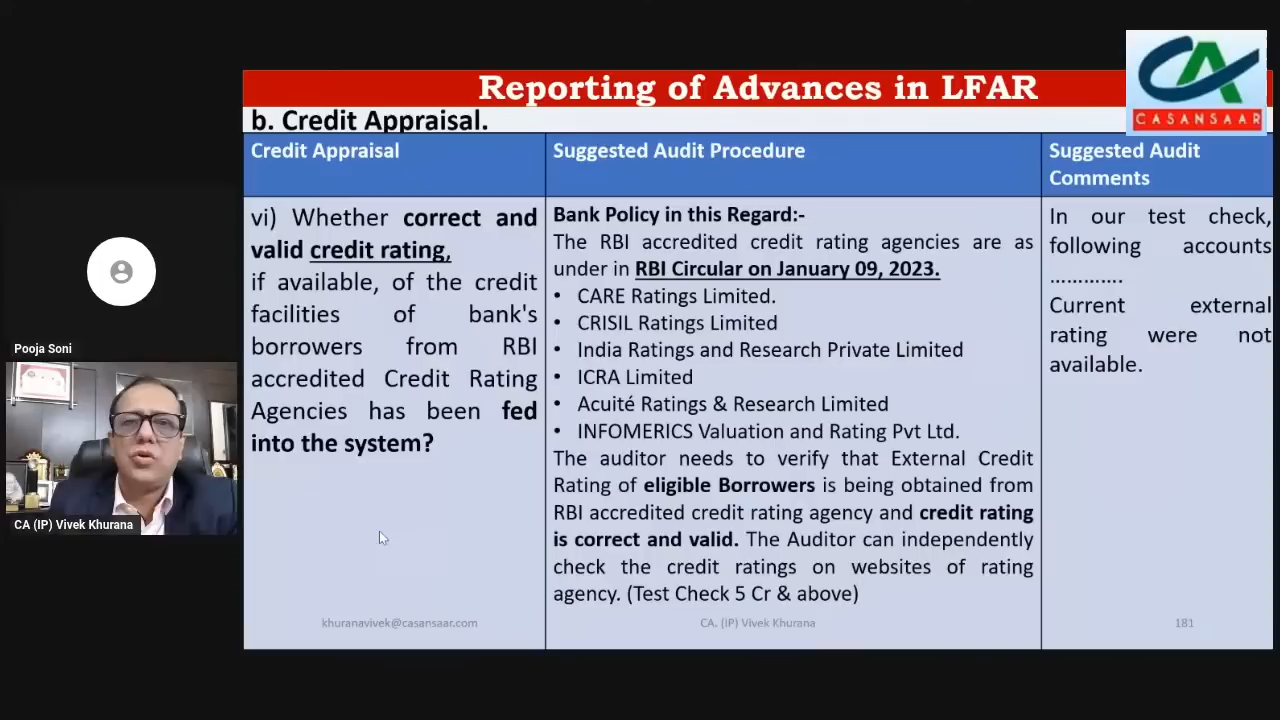 Reporting of Advances in LFAR
CA
CASANSAAR
b. Credit Appraisal.
Credit Appraisal
vi) Whether correct and
valid credit rating,
if available, of the credit
facilities of bank's
borrowers from RBI
accredited Credit Rating
Agencies has been fed
into the system?
Suggested Audit Procedure
Bank Policy in this Regard:-
The RBI accredited credit rating agencies are as
under in RBI Circular on January 09, 2023.
• CARE Ratings Limited.
• CRISIL Ratings Limited
• India Ratings and Research Private Limited
• ICRA Limited
• Acuité Ratings & Research Limited
• INFOMERICS Valuation and Rating Pvt Ltd.
The auditor needs to verify that External Credit
Rating of eligible Borrowers is being obtained from
RBI accredited credit rating agency and credit rating
is correct and valid. The Auditor can independently
check the credit ratings on websites of rating
agency. (Test Check 5 Cr & above)
Suggested Audit
Comments
In our test check,
following accounts
.............
Current external
rating were not
available.
khuranavivek@casansaar.com
CA. (IP) Vivek Khurana
181
Pooja Soni
CA (IP) Vivek Khurana